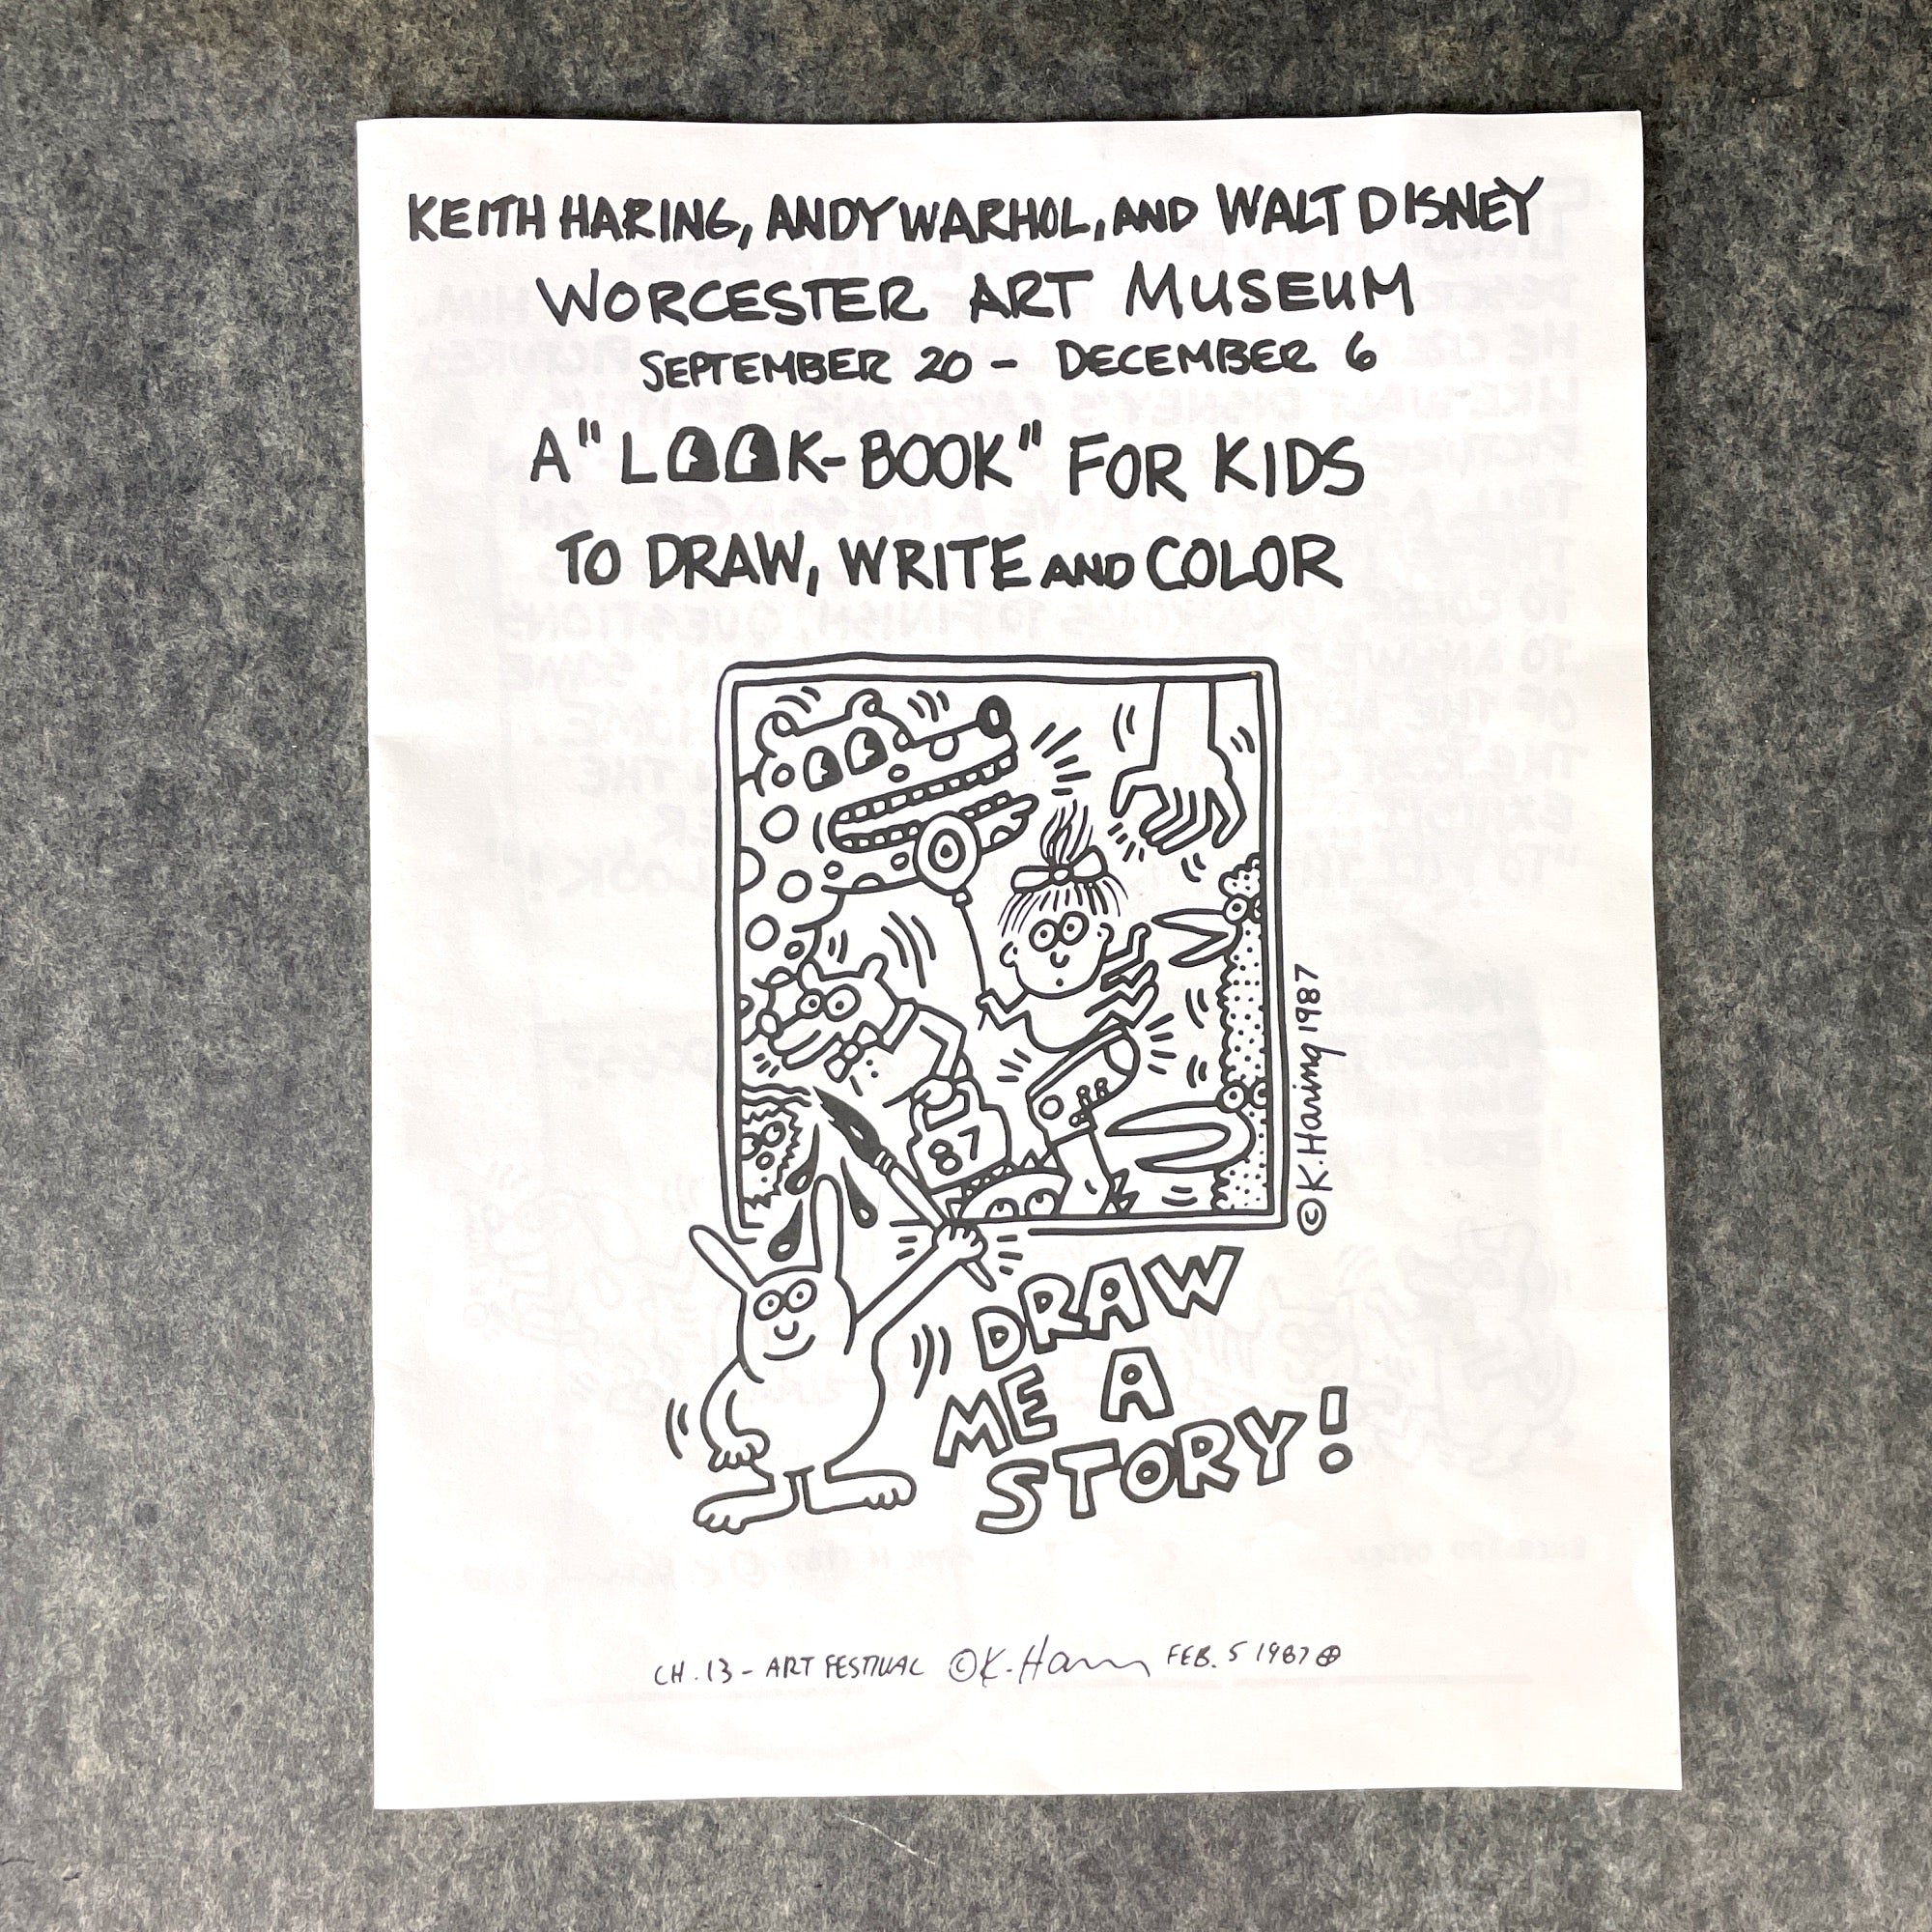 KEITH HARING, ANDY WARHOL, AND WALT DISNEY
WORCESTER ART MUSEUM
SEPTEMBER 20 - DECEMBER 6
A "LOOK-BOOK" FOR KIDS
TO DRAW, WRITE AND COLOR
87
© K. Haring 1987
DRAW
ME A
STORY!
CH. 13 - ART FESTIVAL © K. Haring FEB. 5 1987 ⊕